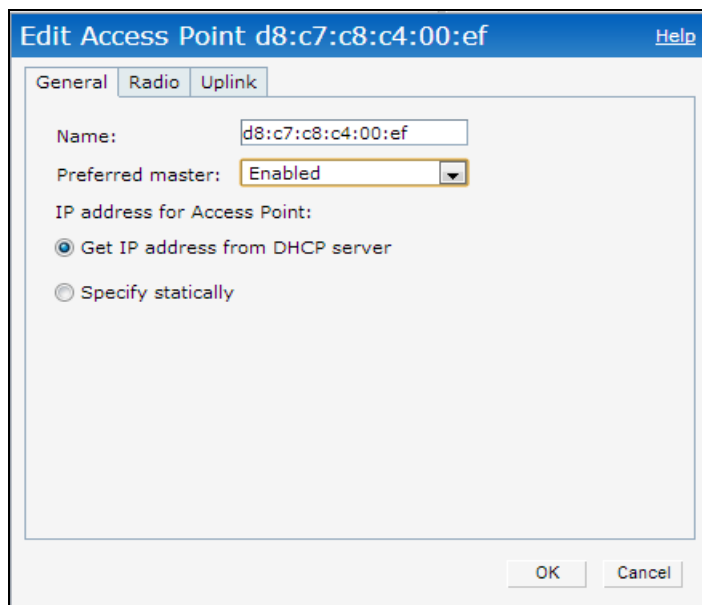 Edit Access Point d8:c7:c8:c4:00:ef Help
General Radio Uplink
Name: d8:c7:c8:c4:00:ef
Preferred master: Enabled
IP address for Access Point:
Get IP address from DHCP server
Specify statically
OK Cancel